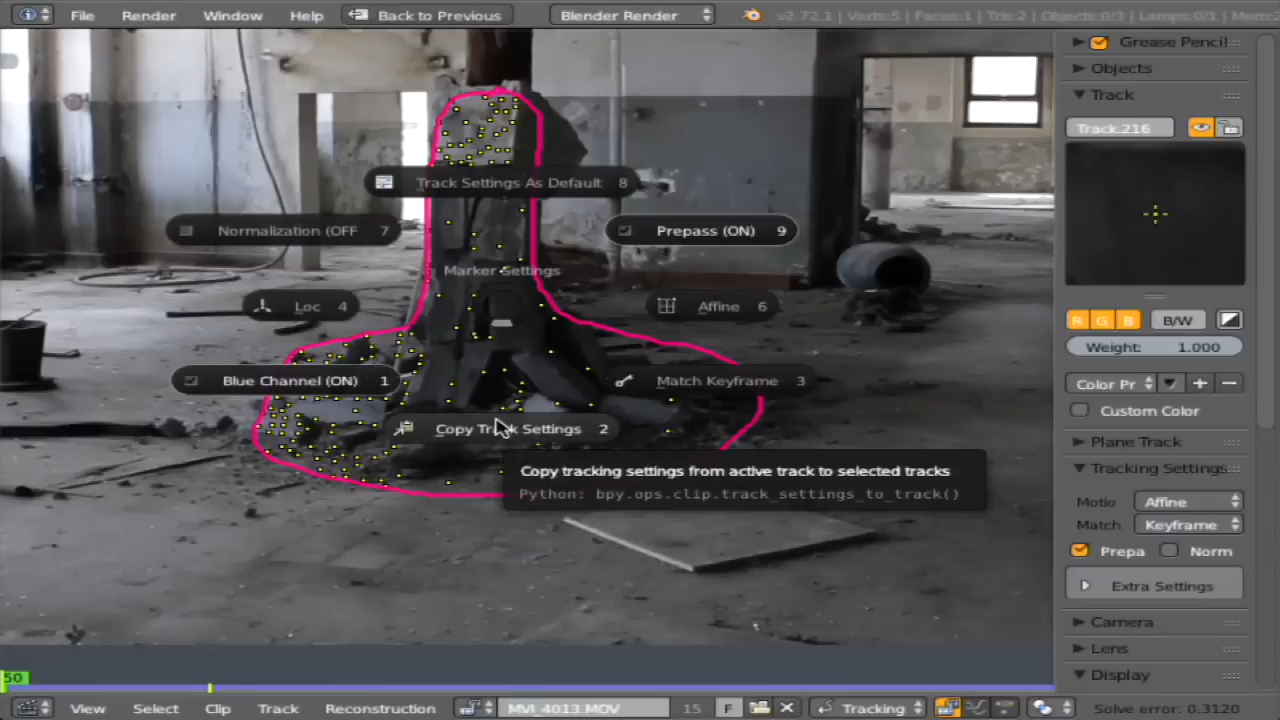 File Render Window Help Back to Previous Blender Render v2.72.1 | Verts:5 | Faces:1 | Tris:2 | Objects:0/3 | Lamps:0/1 | Mem:2
Grease Pencil
Objects
Track
Track.216
Track Settings As Default 8
Normalization (OFF 7
Prepass (ON) 9
Marker Settings
Loc 4
Affine 6
R G B B/W
Weight: 1.000
Blue Channel (ON) 1
Match Keyframe 3
Color Pr
Custom Color
Copy Track Settings 2
Plane Track
Copy tracking settings from active track to selected tracks
Python: bpy.ops.clip.track_settings_to_track()
Tracking Settings
Motio Affine
Match Keyframe
Prepa Norm
Extra Settings
Camera
Lens
Display
50
View Select Clip Track Reconstruction MVI_4013.MOV 15 F Tracking Solve error: 0.3120